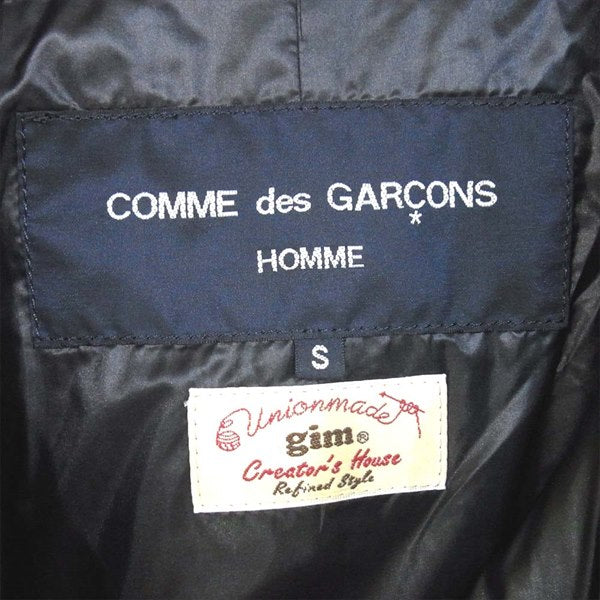 COMME des GARÇONS
*
HOMME
S
Unionmade
gim®
Creator's House
Refined Style